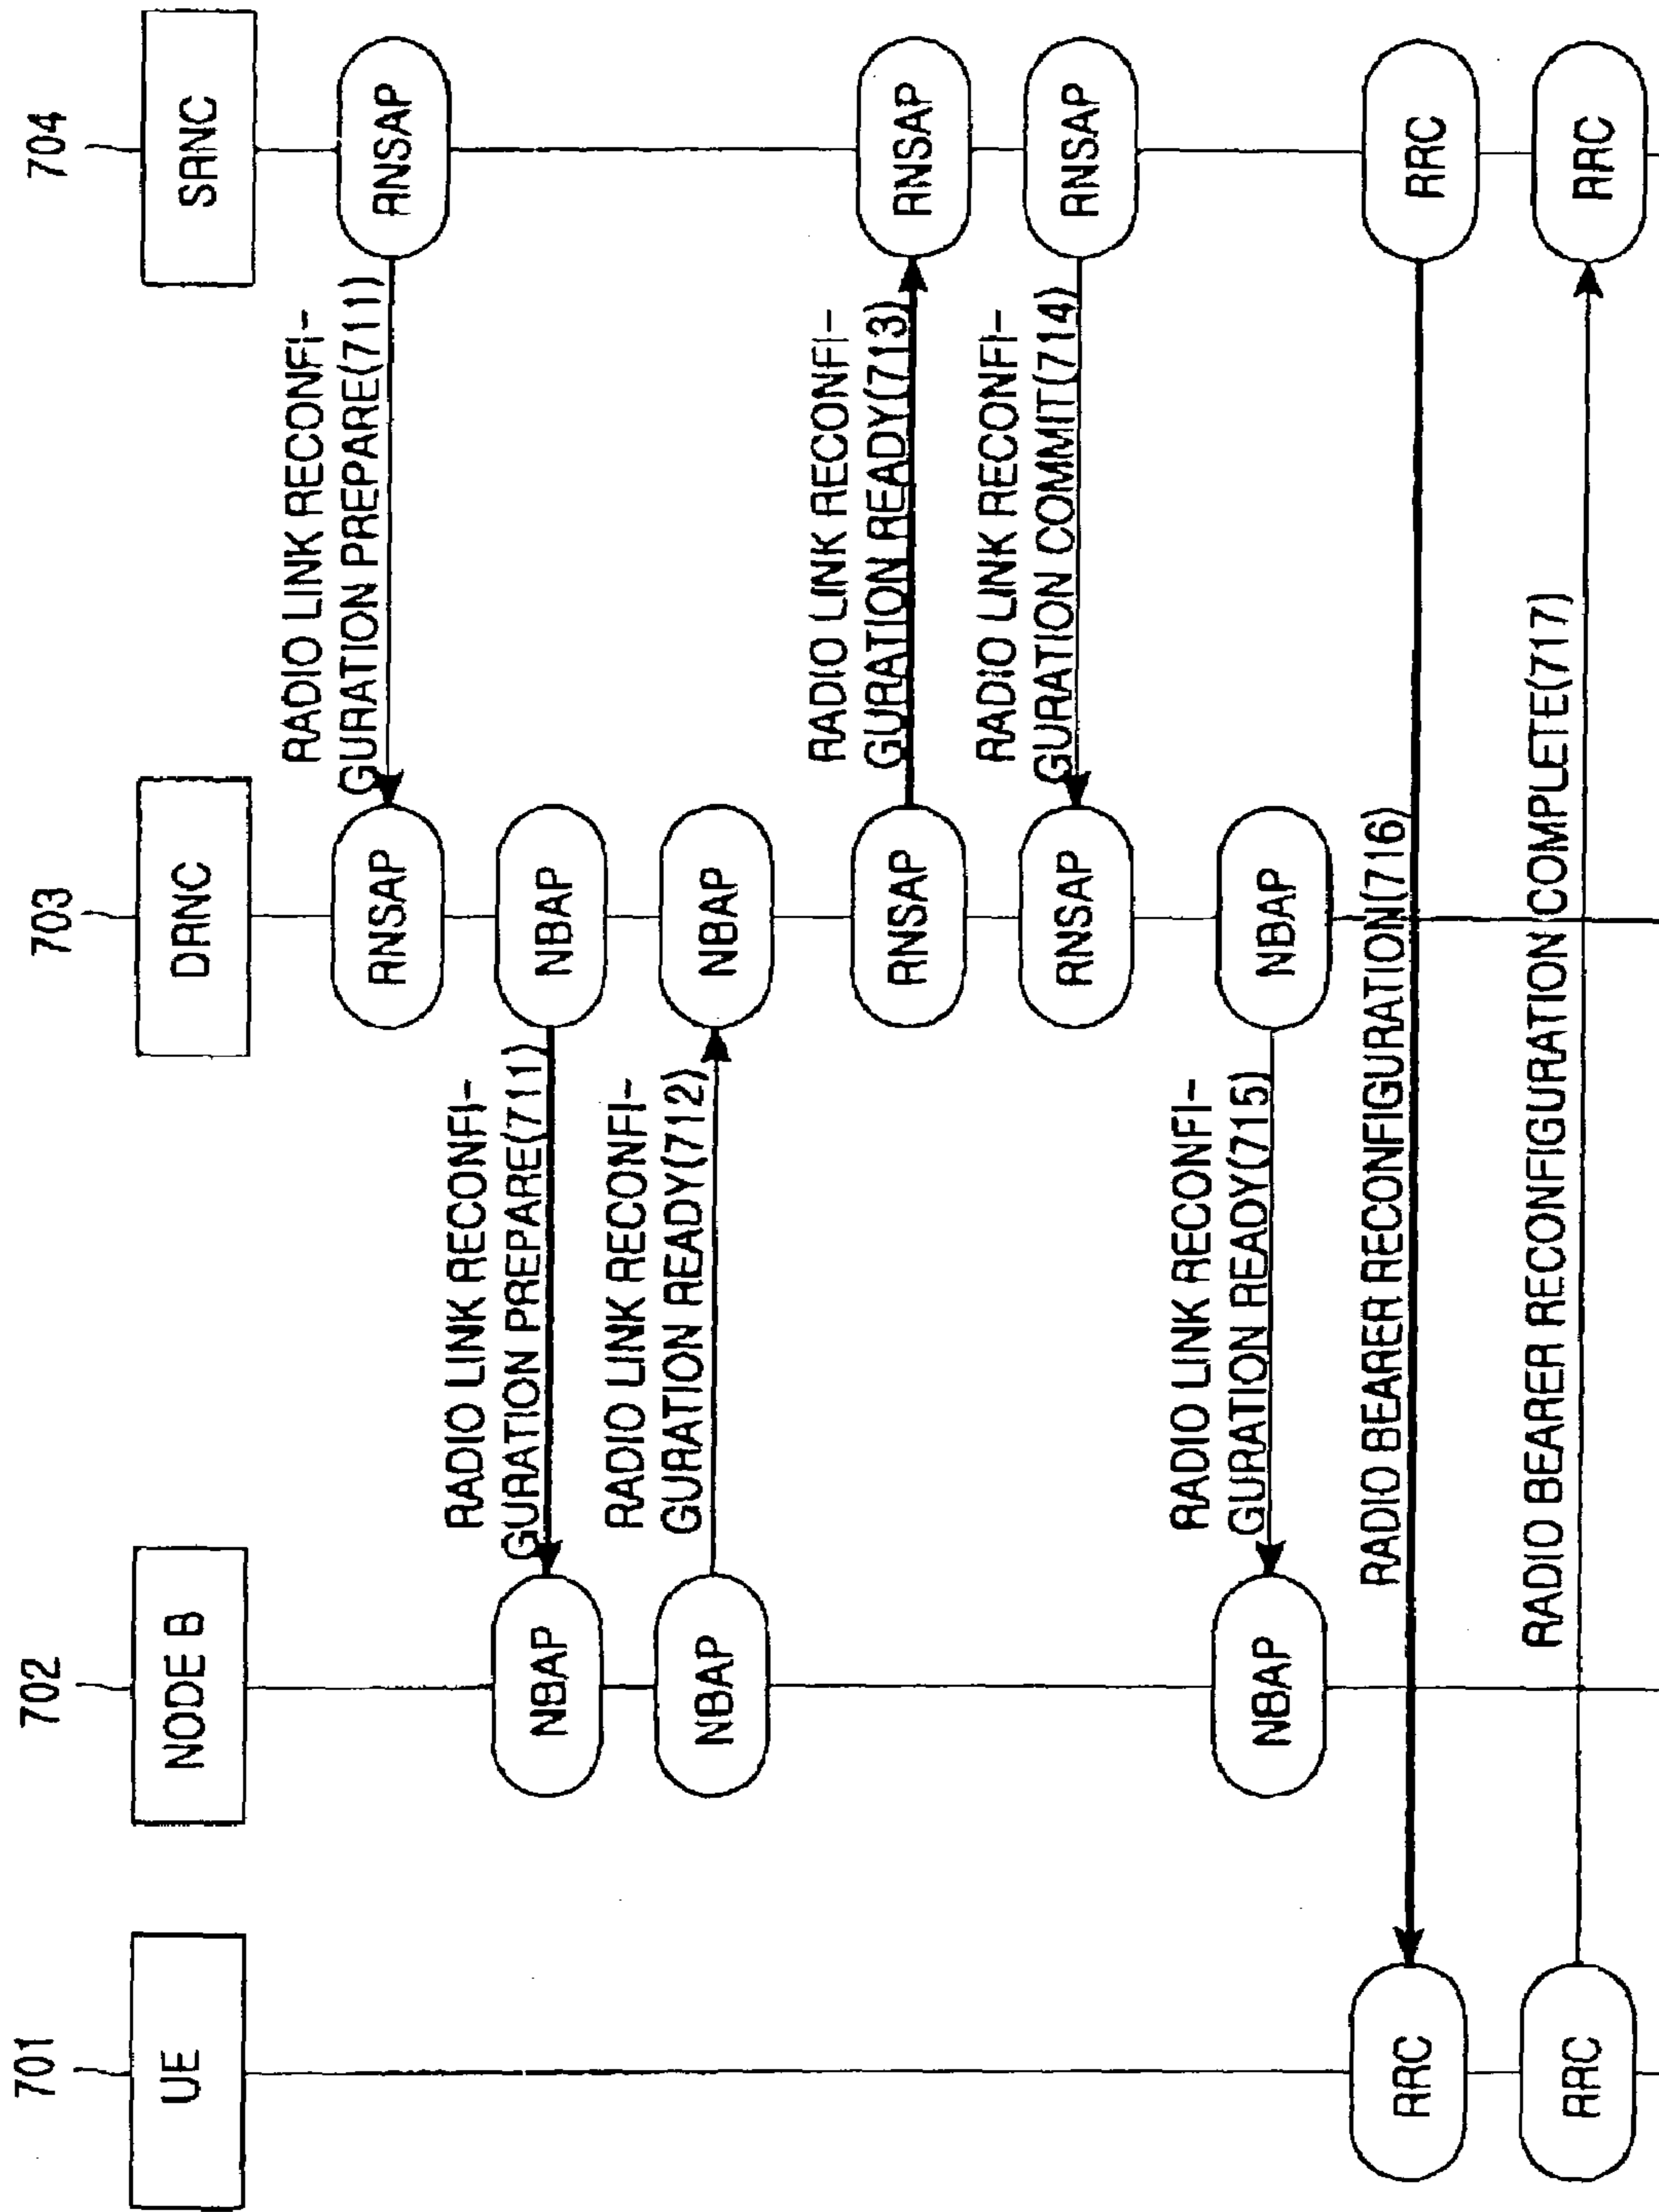 701
702
703
704
UE
NODE B
DRNC
SRNC
RNSAP
RADIO LINK RECONFI-
GURATION PREPARE(711)
RNSAP
NBAP
RADIO LINK RECONFI-
GURATION PREPARE(711)
NBAP
NBAP
RADIO LINK RECONFI-
GURATION READY(712)
NBAP
RNSAP
RADIO LINK RECONFI-
GURATION READY(713)
RNSAP
RNSAP
RADIO LINK RECONFI-
GURATION COMMIT(714)
RNSAP
NBAP
RADIO LINK RECONFI-
GURATION READY(715)
NBAP
RRC
RADIO BEARER RECONFIGURATION(716)
RRC
RRC
RADIO BEARER RECONFIGURATION COMPLETE(717)
RRC